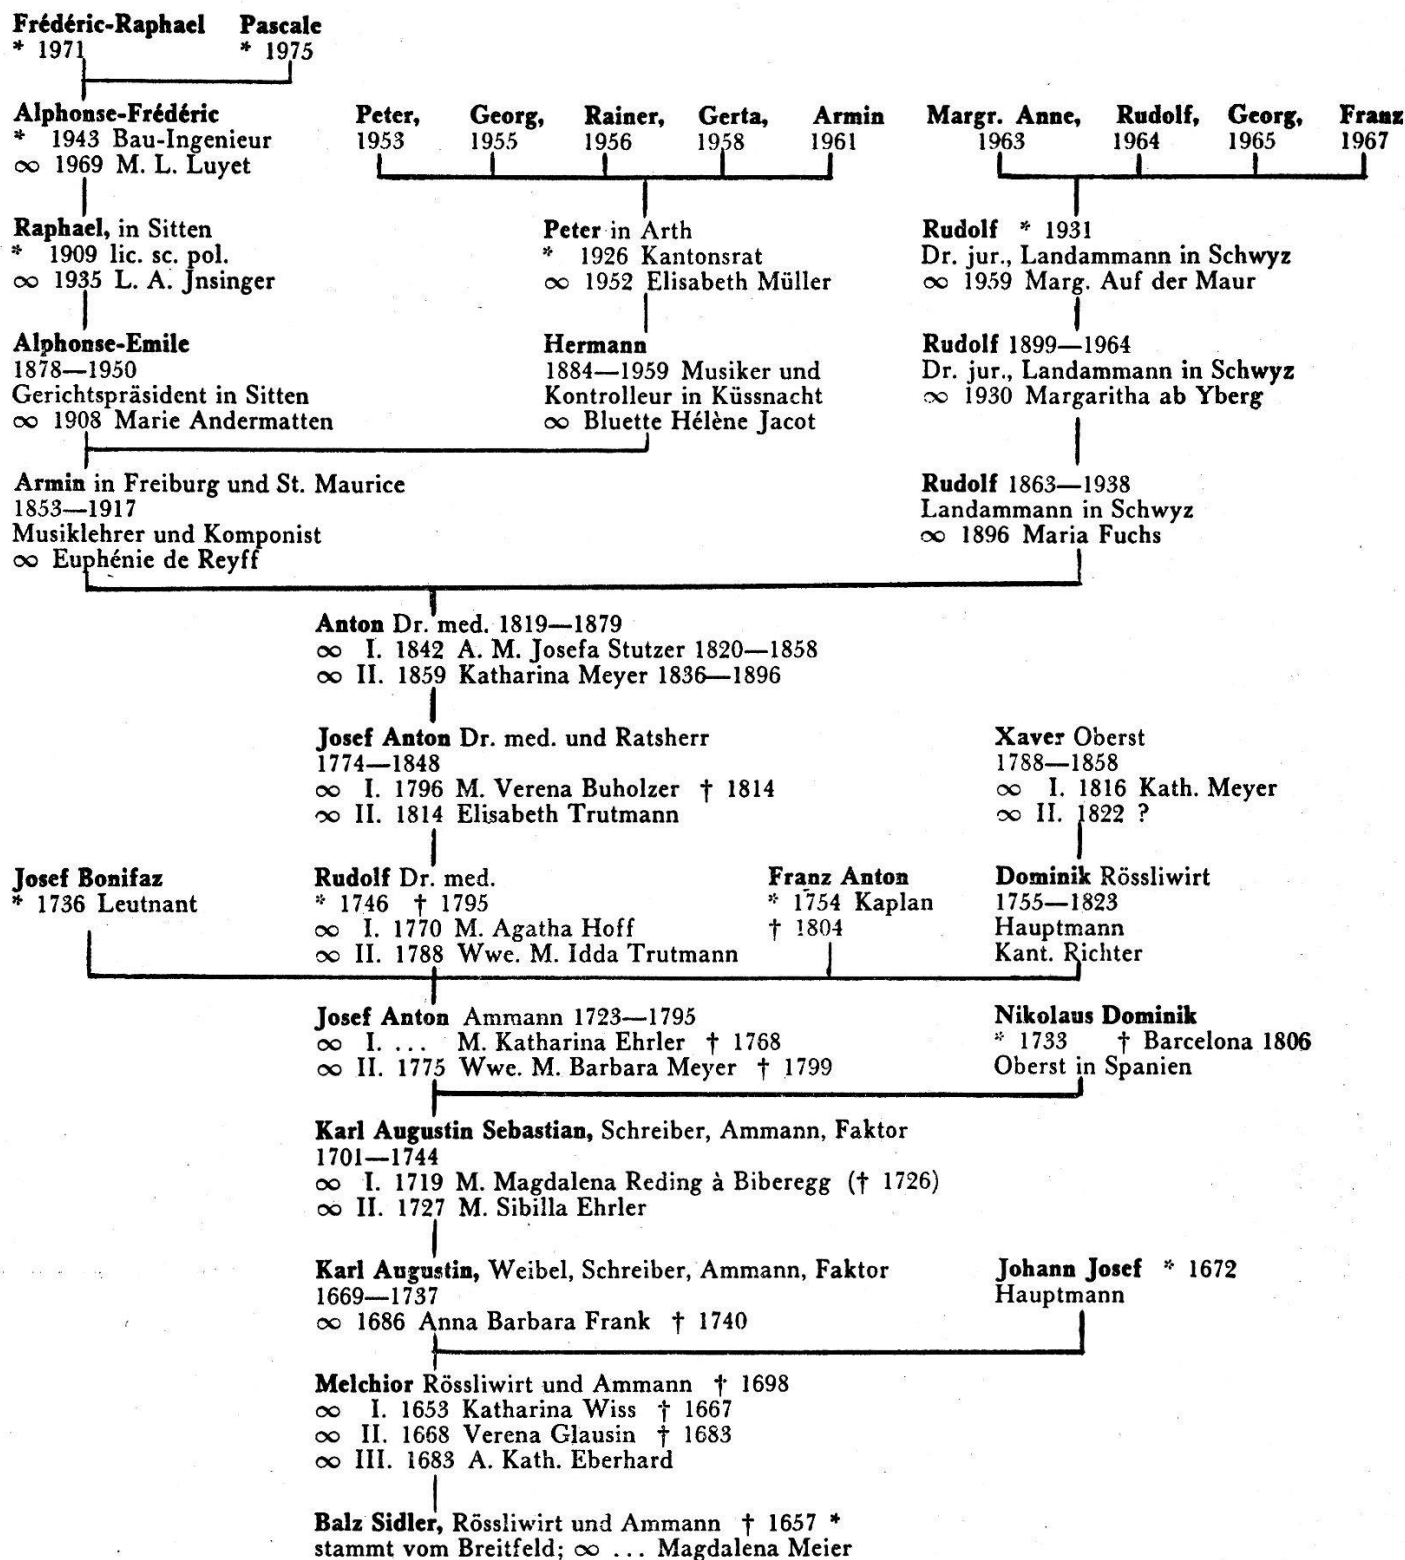 Frédéric-Raphael Pascale
* 1971 * 1975
Alphonse-Frédéric
* 1943 Bau-Ingenieur
∞ 1969 M. L. Luyet
Peter, Georg, Rainer, Gerta, Armin
1953 1955 1956 1958 1961
Margr. Anne, Rudolf, Georg, Franz
1963 1964 1965 1967
Raphael, in Sitten
* 1909 lic. sc. pol.
∞ 1935 L. A. Jnsinger
Peter in Arth
* 1926 Kantonsrat
∞ 1952 Elisabeth Müller
Rudolf * 1931
Dr. jur., Landammann in Schwyz
∞ 1959 Marg. Auf der Maur
Alphonse-Emile
1878—1950
Gerichtspräsident in Sitten
∞ 1908 Marie Andermatten
Hermann
1884—1959 Musiker und
Kontrolleur in Küssnacht
∞ Bluette Hélène Jacot
Rudolf 1899—1964
Dr. jur., Landammann in Schwyz
∞ 1930 Margaritha ab Yberg
Armin in Freiburg und St. Maurice
1853—1917
Musiklehrer und Komponist
∞ Euphénie de Reyff
Rudolf 1863—1938
Landammann in Schwyz
∞ 1896 Maria Fuchs
Anton Dr. med. 1819—1879
∞ I. 1842 A. M. Josefa Stutzer 1820—1858
∞ II. 1859 Katharina Meyer 1836—1896
Josef Anton Dr. med. und Ratsherr
1774—1848
∞ I. 1796 M. Verena Buholzer † 1814
∞ II. 1814 Elisabeth Trutmann
Xaver Oberst
1788—1858
∞ I. 1816 Kath. Meyer
∞ II. 1822 ?
Josef Bonifaz
* 1736 Leutnant
Rudolf Dr. med.
* 1746 † 1795
∞ I. 1770 M. Agatha Hoff
∞ II. 1788 Wwe. M. Idda Trutmann
Franz Anton
* 1754 Kaplan
† 1804
Dominik Rössliwirt
1755—1823
Hauptmann
Kant. Richter
Josef Anton Ammann 1723—1795
∞ I. ... M. Katharina Ehrler † 1768
∞ II. 1775 Wwe. M. Barbara Meyer † 1799
Nikolaus Dominik
* 1733 † Barcelona 1806
Oberst in Spanien
Karl Augustin Sebastian, Schreiber, Ammann, Faktor
1701—1744
∞ I. 1719 M. Magdalena Reding à Biberegg († 1726)
∞ II. 1727 M. Sibilla Ehrler
Karl Augustin, Weibel, Schreiber, Ammann, Faktor
1669—1737
∞ 1686 Anna Barbara Frank † 1740
Johann Josef * 1672
Hauptmann
Melchior Rössliwirt und Ammann † 1698
∞ I. 1653 Katharina Wiss † 1667
∞ II. 1668 Verena Glausin † 1683
∞ III. 1683 A. Kath. Eberhard
Balz Sidler, Rössliwirt und Ammann † 1657 *
stammt vom Breitfeld; ∞ ... Magdalena Meier